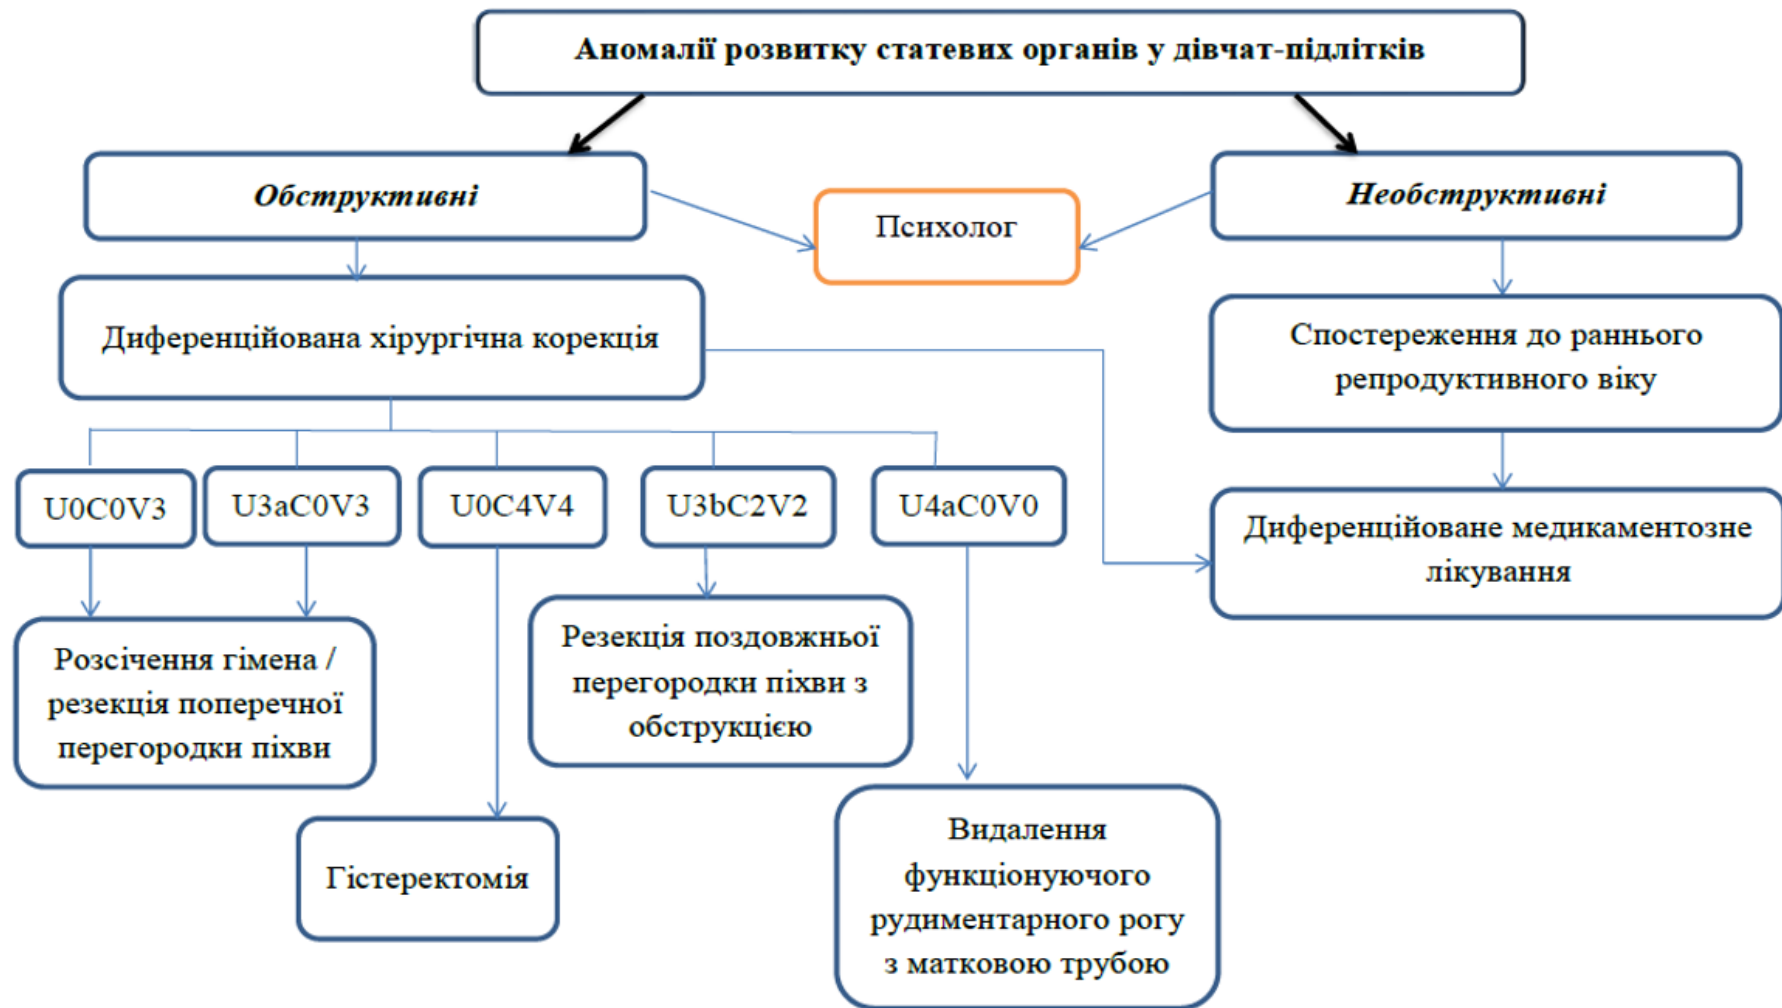 Аномалії розвитку статевих органів у дівчат-підлітків
Обструктивні
Психолог
Необструктивні
Диференційована хірургічна корекція
Спостереження до раннього
репродуктивного віку
U0C0V3
U3aC0V3
U0C4V4
U3bC2V2
U4aC0V0
Диференційоване медикаментозне
лікування
Розсічення гімена /
резекція поперечної
перегородки піхви
Резекція поздовжньої
перегородки піхви з
обструкцією
Гістеректомія
Видалення
функціонуючого
рудиментарного рогу
з матковою трубою